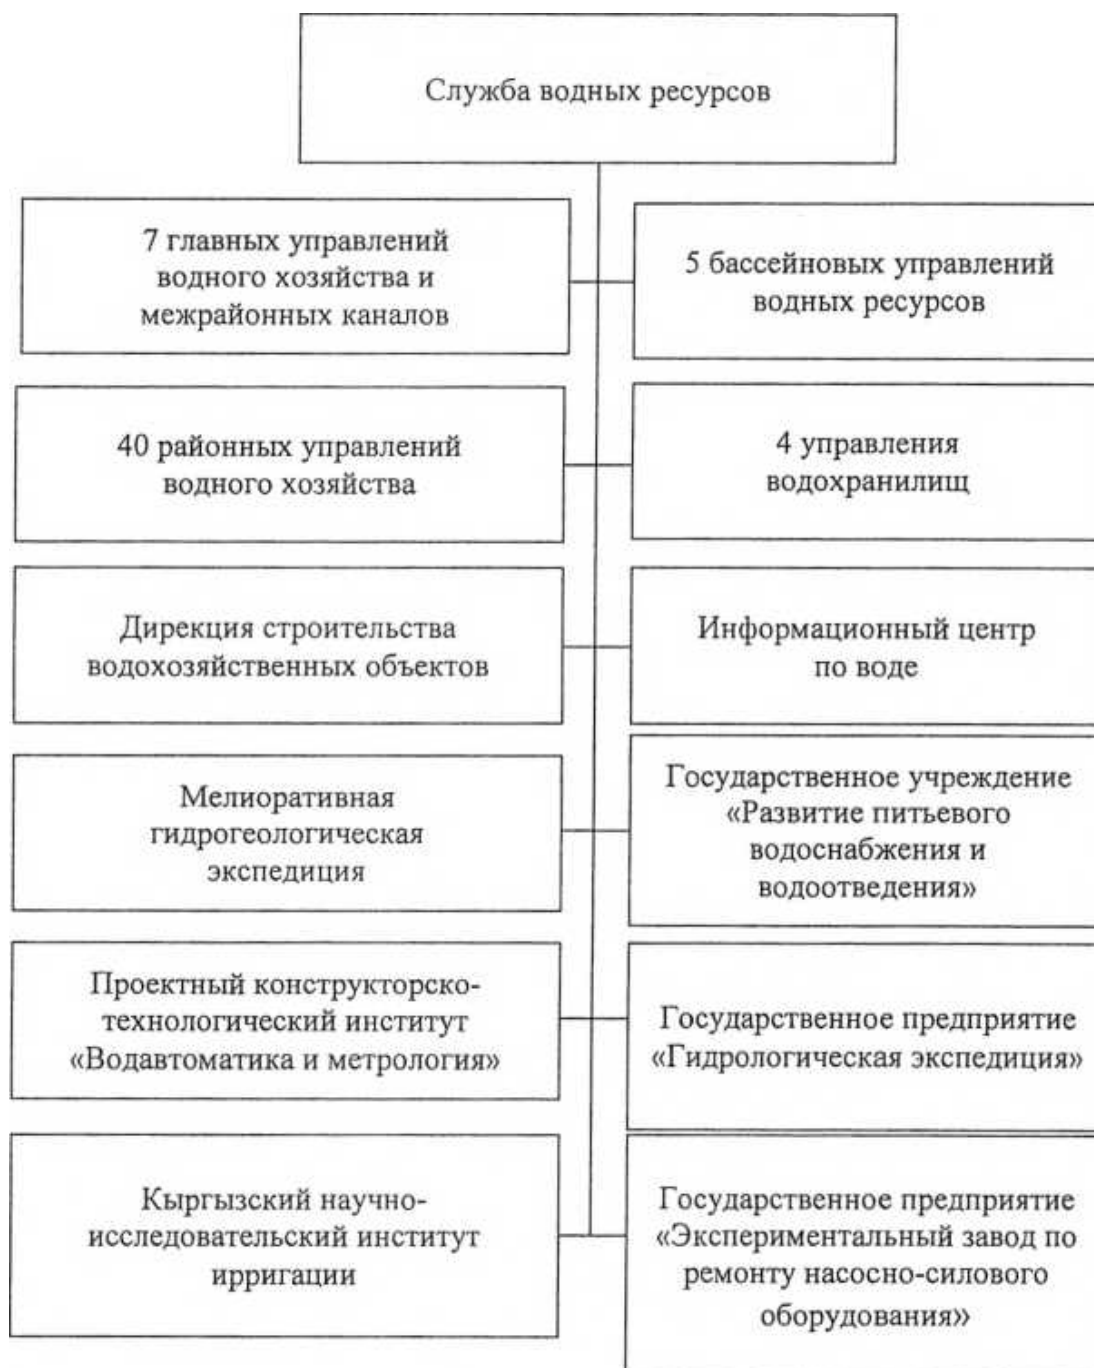 Служба водных ресурсов
7 главных управлений
водного хозяйства и
межрайонных каналов
5 бассейновых управлений
водных ресурсов
40 районных управлений
водного хозяйства
4 управления
водохранилищ
Дирекция строительства
водохозяйственных объектов
Информационный центр
по воде
Мелиоративная
гидрогеологическая
экспедиция
Государственное учреждение
«Развитие питьевого
водоснабжения и
водоотведения»
Проектный конструкторско-
технологический институт
«Водавтоматика и метрология»
Государственное предприятие
«Гидрологическая экспедиция»
Кыргызский научно-
исследовательский институт
ирригации
Государственное предприятие
«Экспериментальный завод по
ремонту насосно-силового
оборудования»